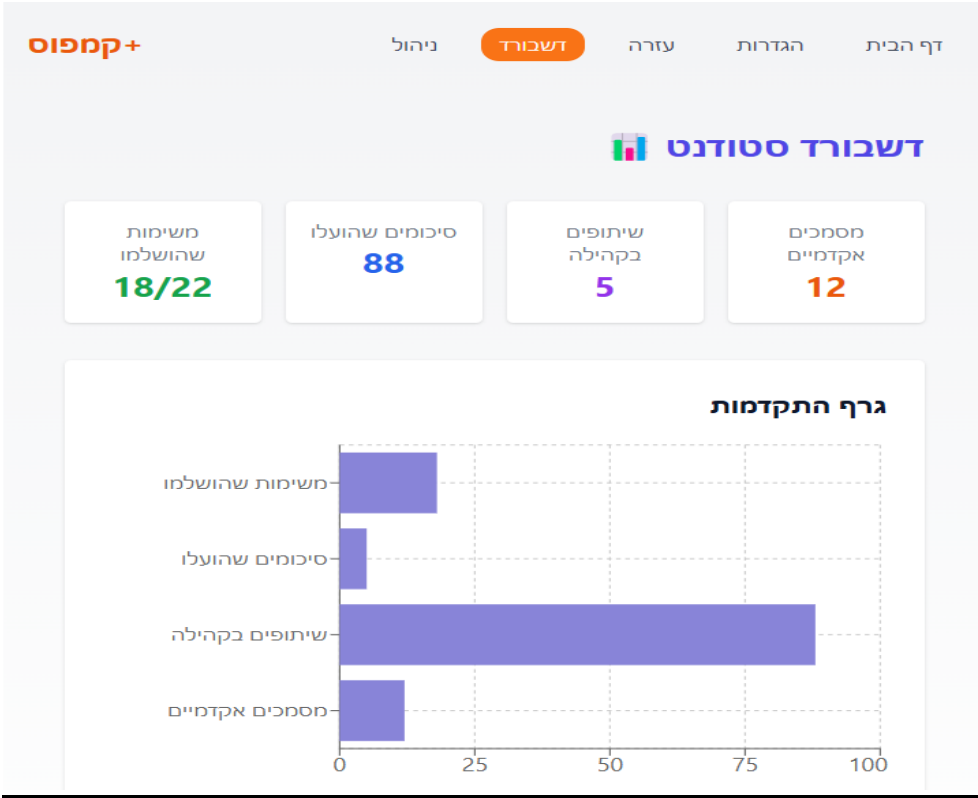 דף הבית
הגדרות
עזרה
דשבורד
ניהול
קמפוס+
דשבורד סטודנט
מסמכים
אקדמיים
12
שיתופים
בקהילה
5
סיכומים שהועלו
88
משימות
שהושלמו
18/22
גרף התקדמות
משימות שהושלמו
סיכומים שהועלו
שיתופים בקהילה
מסמכים אקדמיים
0 25 50 75 100